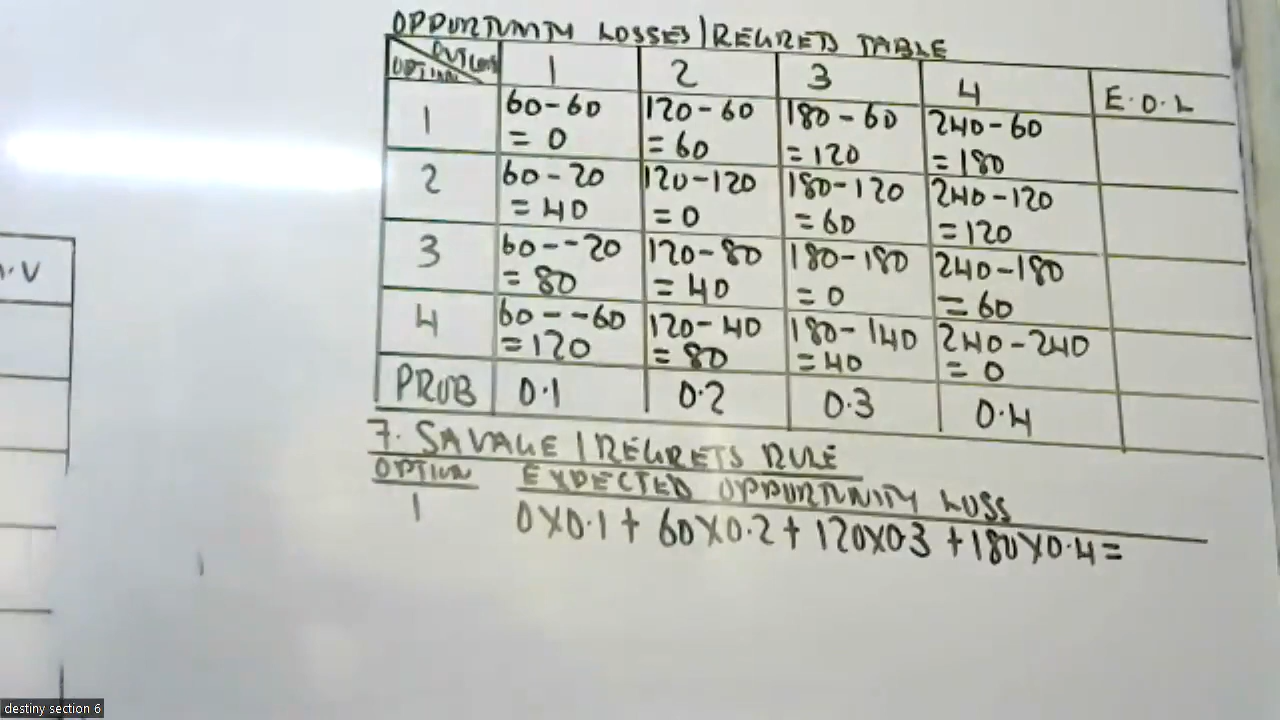 OPPORTUNITY LOSSES/REGRETS TABLE
OPTION OUTCOME 1 2 3 4 E.O.L
1 60-60 120-60 180-60 240-60
=0 =60 =120 =180
2 60-20 120-120 180-120 240-120
=40 =0 =60 =120
3 60--20 120-80 180-180 240-180
=80 =40 =0 =60
4 60--60 120-40 180-140 240-240
=120 =80 =40 =0
PROB 0.1 0.2 0.3 0.4
7. SAVAGE/REGRETS RULE
OPTION EXPECTED OPPORTUNITY LOSS
1 0X0.1+60X0.2+120X0.3+180X0.4=
.V
destiny section 6